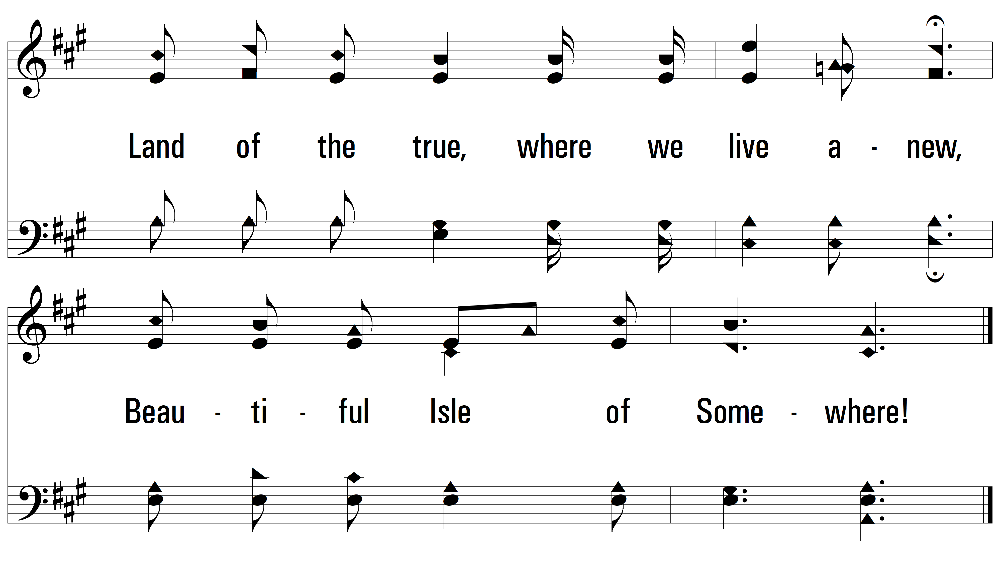 Land of the true, where we live a - new,
Beau - ti - ful Isle of Some - where!